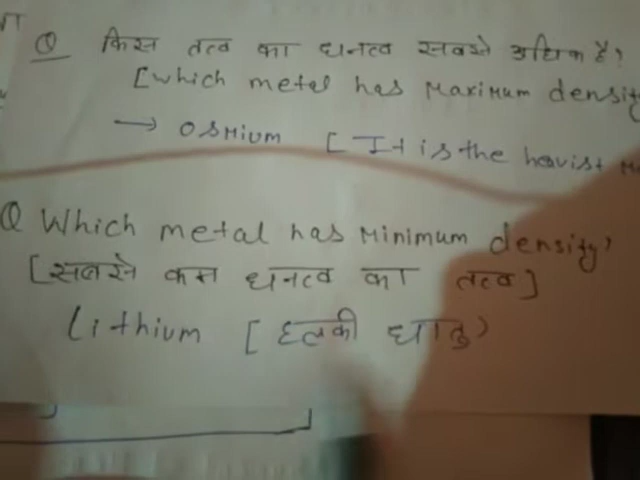 Q किस तत्व का घनत्व सबसे अधिक है?
[Which metal has Maximum density
→ Osmium [It is the heavist
Q Which metal has Minimum density?
[सबसे कम घनत्व का तत्व]
Lithium [हल्की धातु)